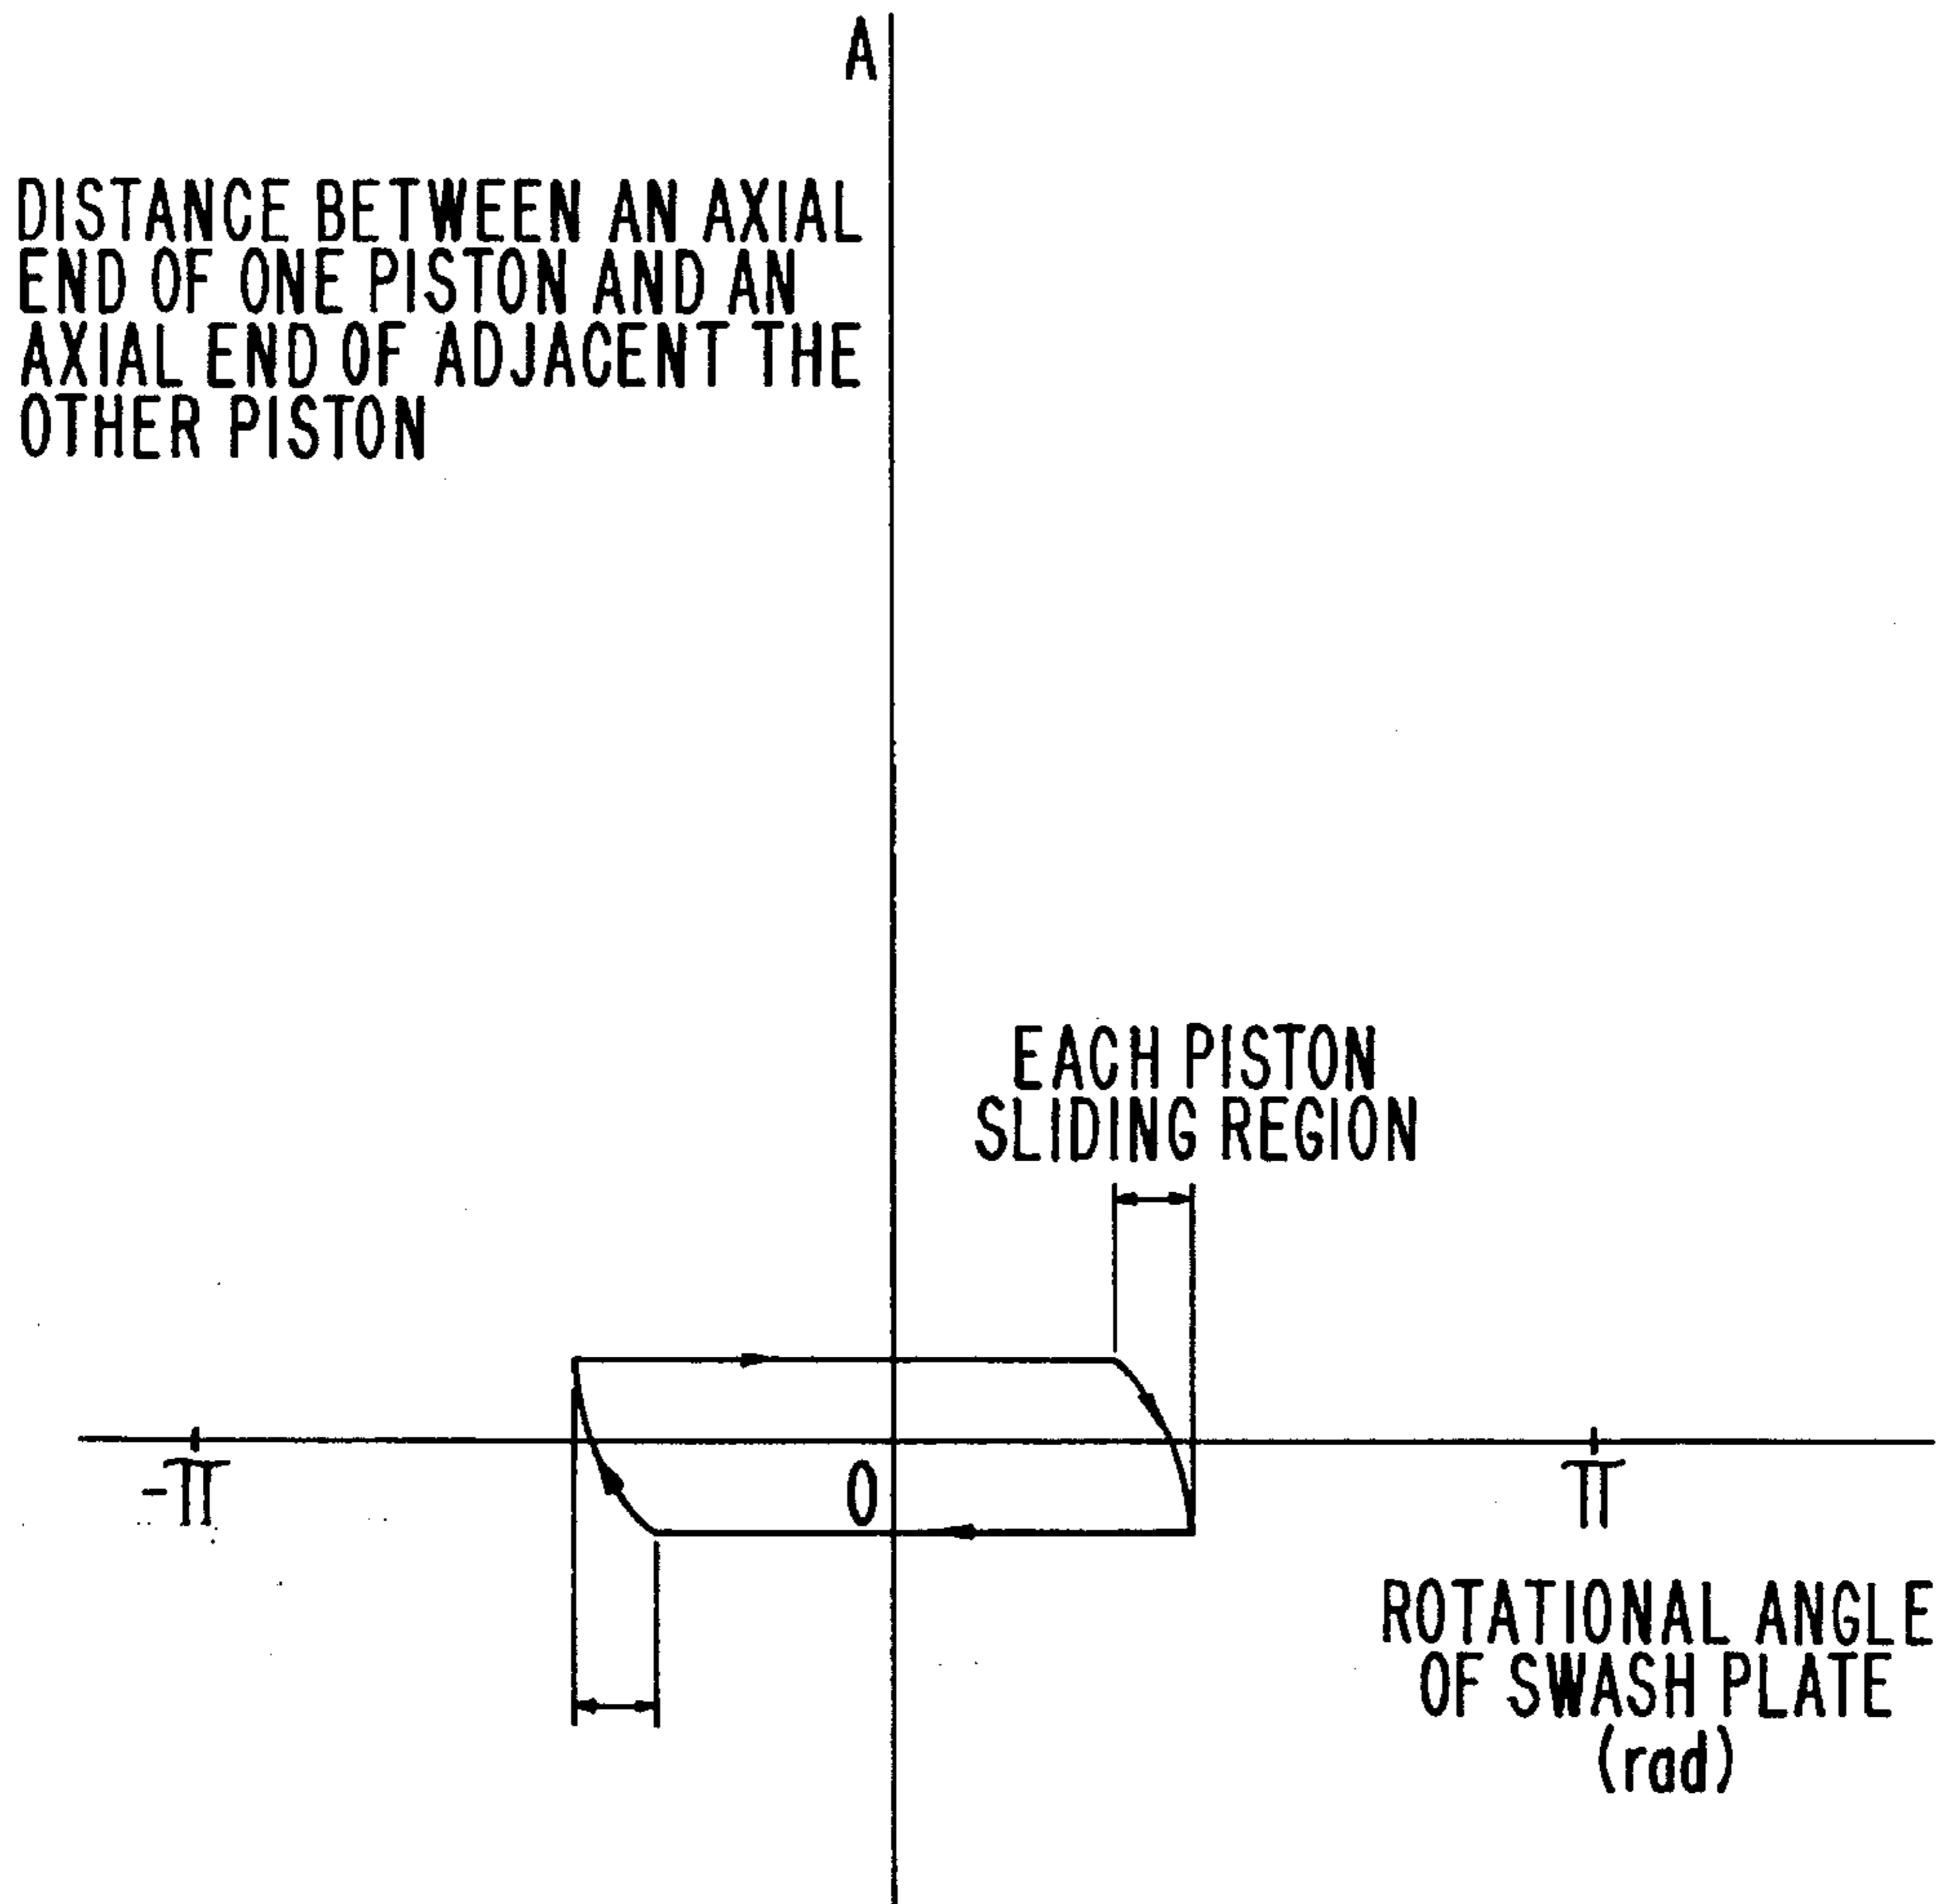 A
DISTANCE BETWEEN AN AXIAL
END OF ONE PISTON AND AN
AXIAL END OF ADJACENT THE
OTHER PISTON
EACH PISTON
SLIDING REGION
-π
0
π
ROTATIONAL ANGLE
OF SWASH PLATE
(rad)